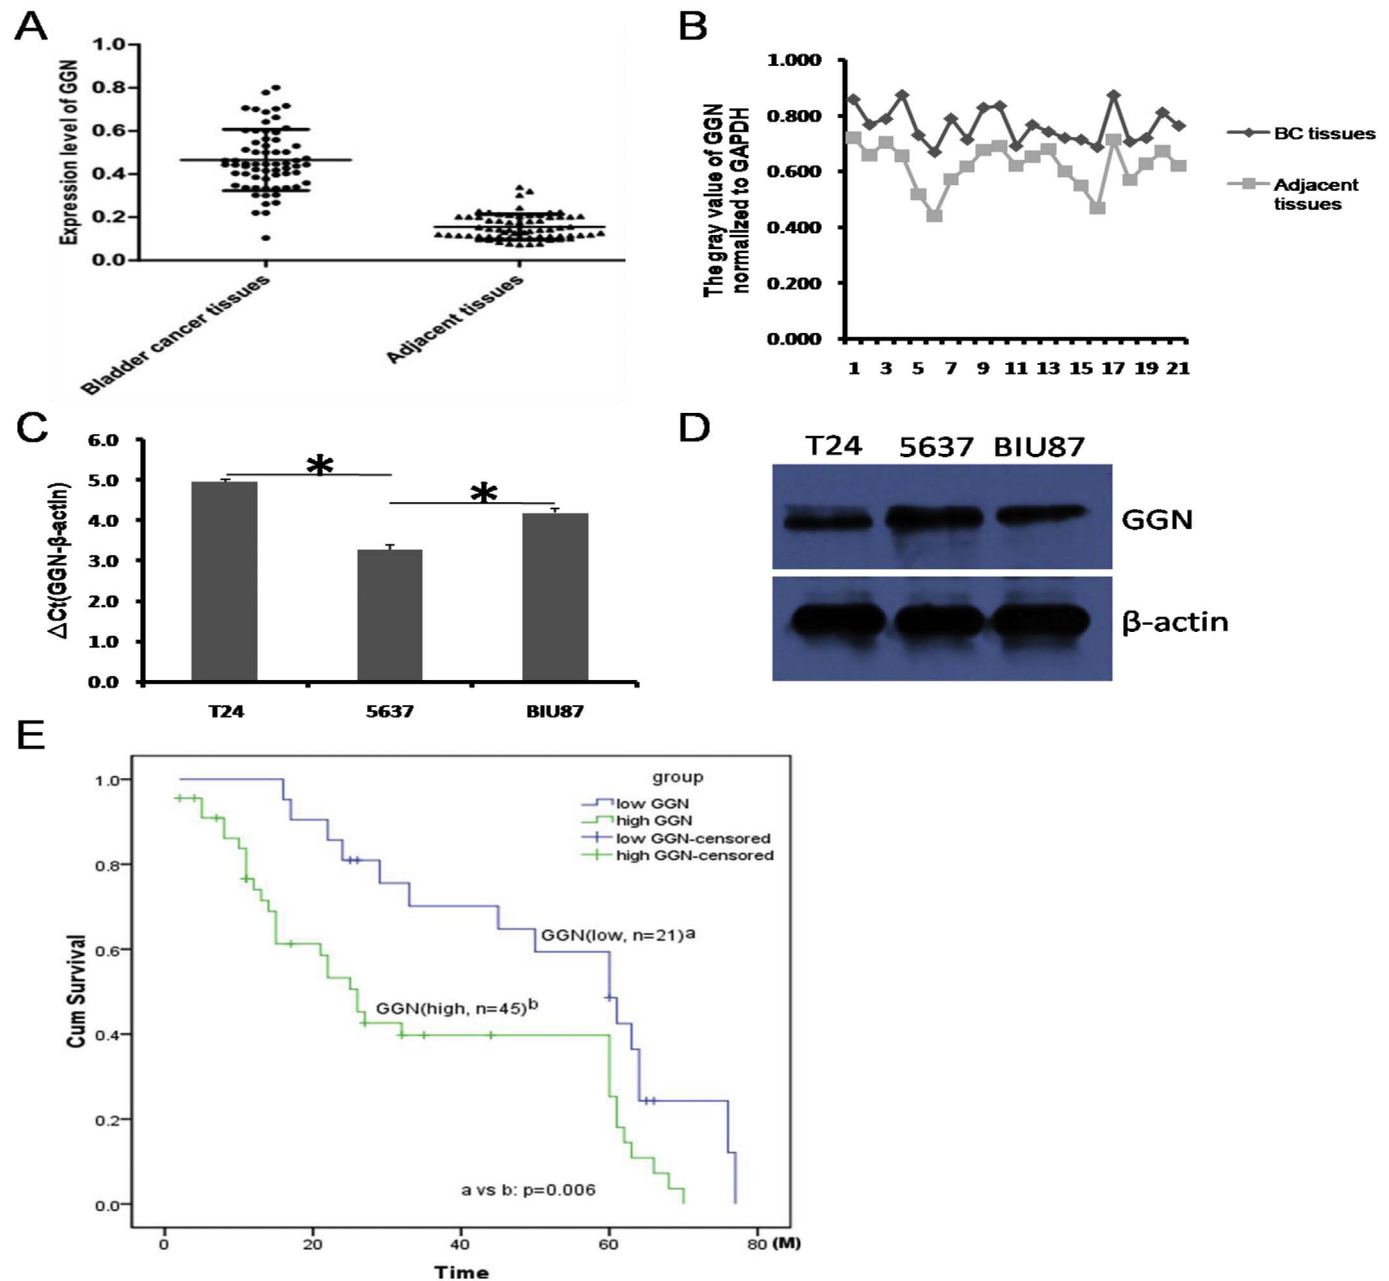 A
Expression level of GGN
1.0
0.8
0.6
0.4
0.2
0.0
Bladder cancer tissues
Adjacent tissues
B
The gray value of GGN
normalized to GAPDH
1.000
0.800
0.600
0.400
0.200
0.000
1 3 5 7 9 11 13 15 17 19 21
BC tissues
Adjacent
tissues
C
△Ct(GGN-β-actin)
6.0
5.0
4.0
3.0
2.0
1.0
0.0
*
*
T24 5637 BIU87
D
T24 5637 BIU87
GGN
β-actin
E
Cum Survival
1.0
0.8
0.6
0.4
0.2
0.0
group
low GGN
high GGN
low GGN-censored
high GGN-censored
GGN(low, n=21)a
GGN(high, n=45)b
a vs b: p=0.006
0 20 40 60 80 (M)
Time